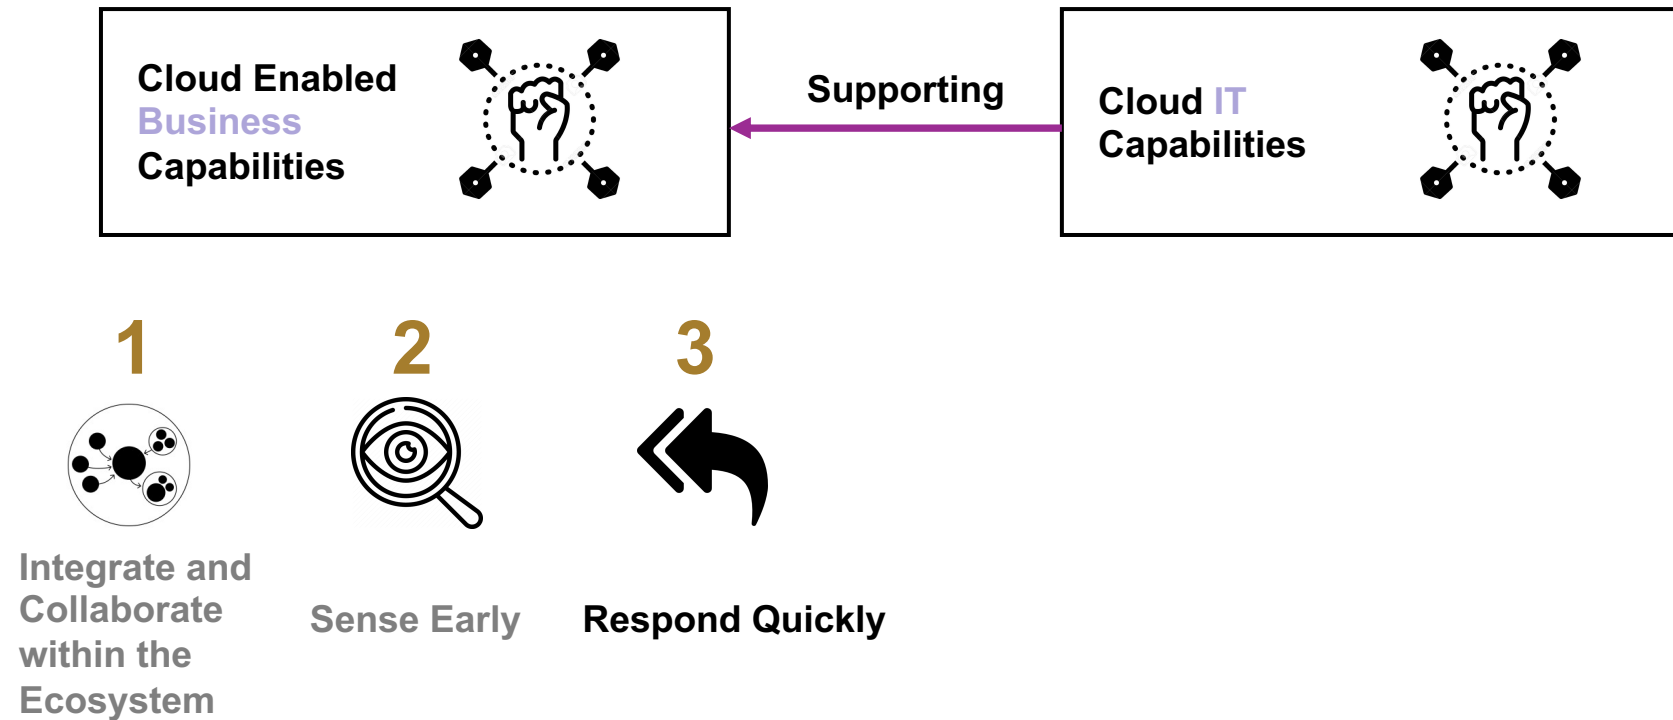 Cloud Enabled
Business
Capabilities
Supporting
Cloud IT
Capabilities
1
2
3
Integrate and
Collaborate
within the
Ecosystem
Sense Early
Respond Quickly